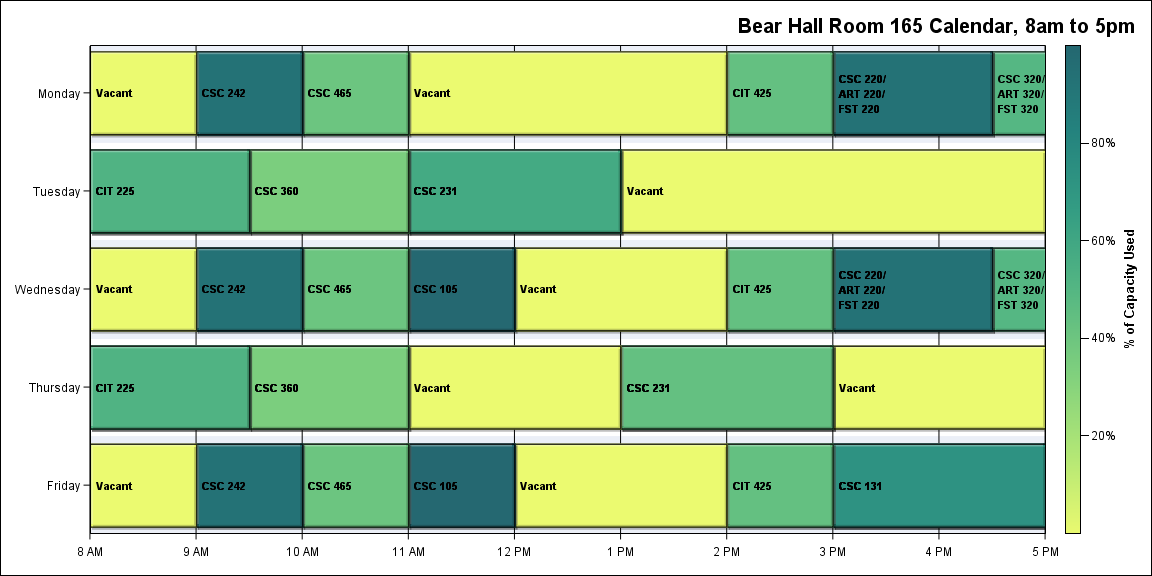 Bear Hall Room 165 Calendar, 8am to 5pm
Monday
Vacant
CSC 242
CSC 465
Vacant
CIT 425
CSC 220/
ART 220/
FST 220
CSC 320/
ART 320/
FST 320
Tuesday
CIT 225
CSC 360
CSC 231
Vacant
Wednesday
Vacant
CSC 242
CSC 465
CSC 105
Vacant
CIT 425
CSC 220/
ART 220/
FST 220
CSC 320/
ART 320/
FST 320
Thursday
CIT 225
CSC 360
Vacant
CSC 231
Vacant
Friday
Vacant
CSC 242
CSC 465
CSC 105
Vacant
CIT 425
CSC 131
8 AM
9 AM
10 AM
11 AM
12 PM
1 PM
2 PM
3 PM
4 PM
5 PM
80%
60%
40%
20%
% of Capacity Used